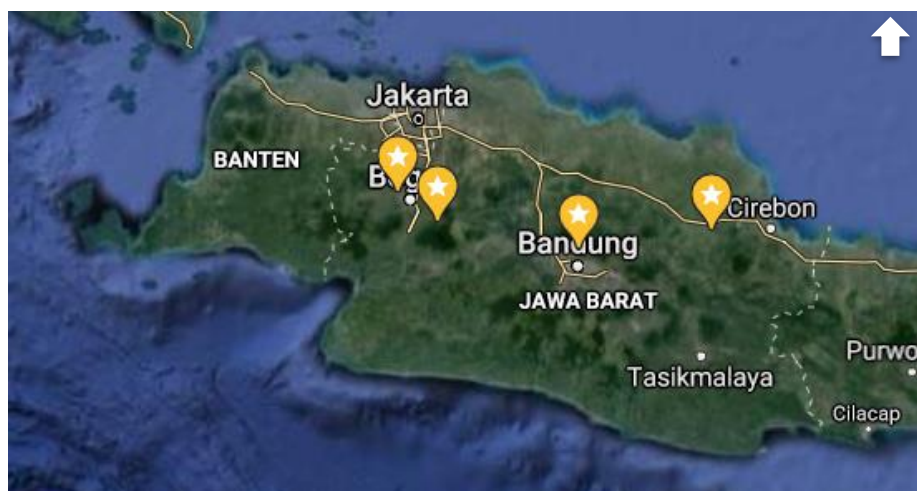 Jakarta
BANTEN
Cirebon
Bandung
JAWA BARAT
Tasikmalaya
Purwo
Cilacap